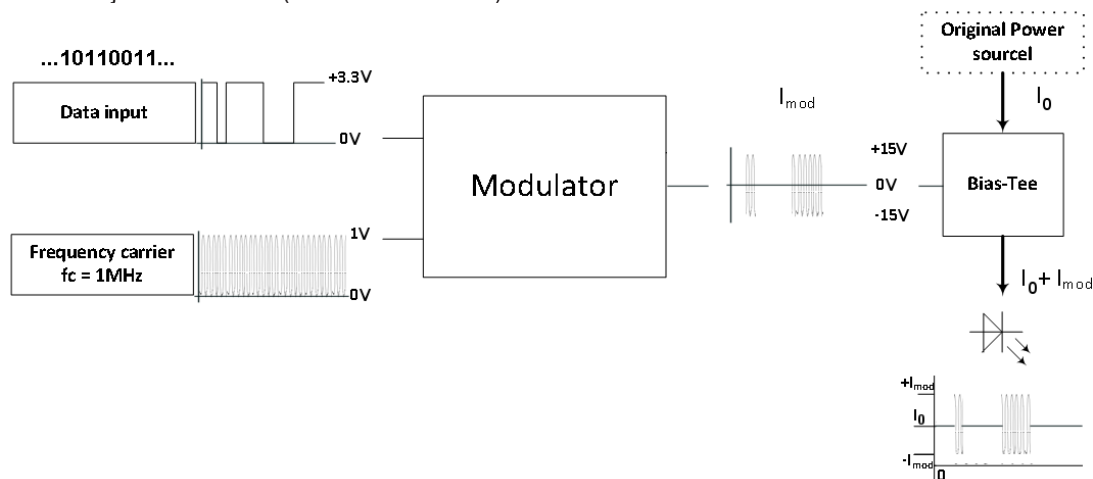 ...10110011...
Data input
+3.3V
0V
Frequency carrier
fc = 1MHz
1V
0V
Modulator
Imod
+15V
0V
-15V
Original Power
sourcel
I0
Bias-Tee
I0+ Imod
+Imod
I0
-Imod
0